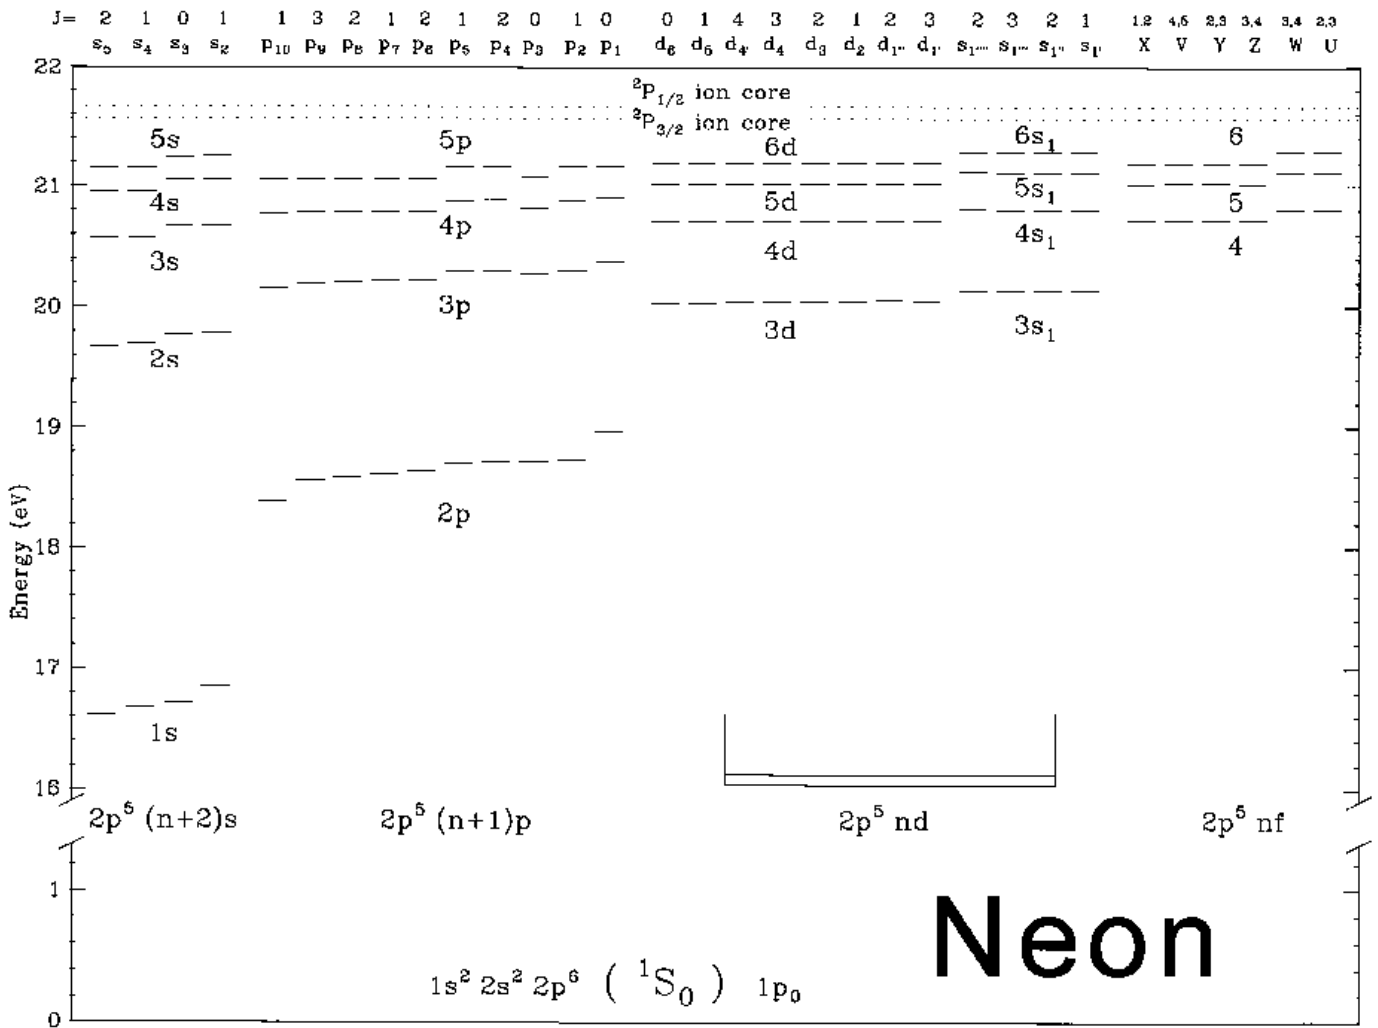 J= 2 1 0 1 1 3 2 1 2 1 2 0 1 0 0 1 4 3 2 2 2 3 2 3 2 1 1,2 4,5 2,3 3,4 3,4 2,3
s₅ s₄ s₃ s₂ p₁₀ p₉ p₈ p₇ p₆ p₅ p₄ p₃ p₂ p₁ d₆ d₅ d₄' d₄ d₃ d₂ d₁'' d₁' s₁'''' s₁''' s₁'' s₁' X V Y Z W U
22
²P₁/₂ ion core
²P₃/₂ ion core
5s 5p 6d 6s₁ 6
21
4s 4p 5d 5s₁ 5
3s 4d 4s₁ 4
20
2s 3p 3d 3s₁
19
2p
18
Energy (eV)
17
1s
16
2p⁵ (n+2)s 2p⁵ (n+1)p 2p⁵ nd 2p⁵ nf
1
Neon
1s² 2s² 2p⁶ ( ¹S₀ ) 1p₀
0